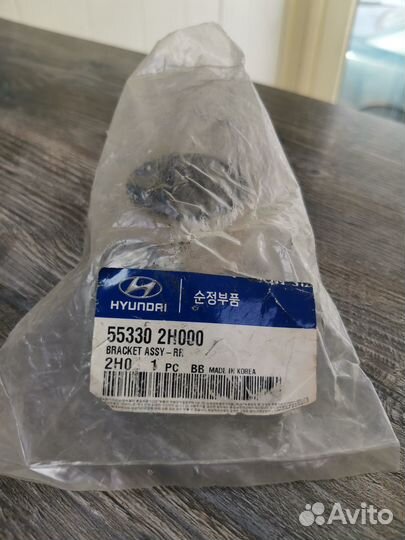 HYUNDAI
순정부품
55330 2H000
BRACKET ASSY-RR
2H0 1 PC BB MADE IN KOREA
Avito